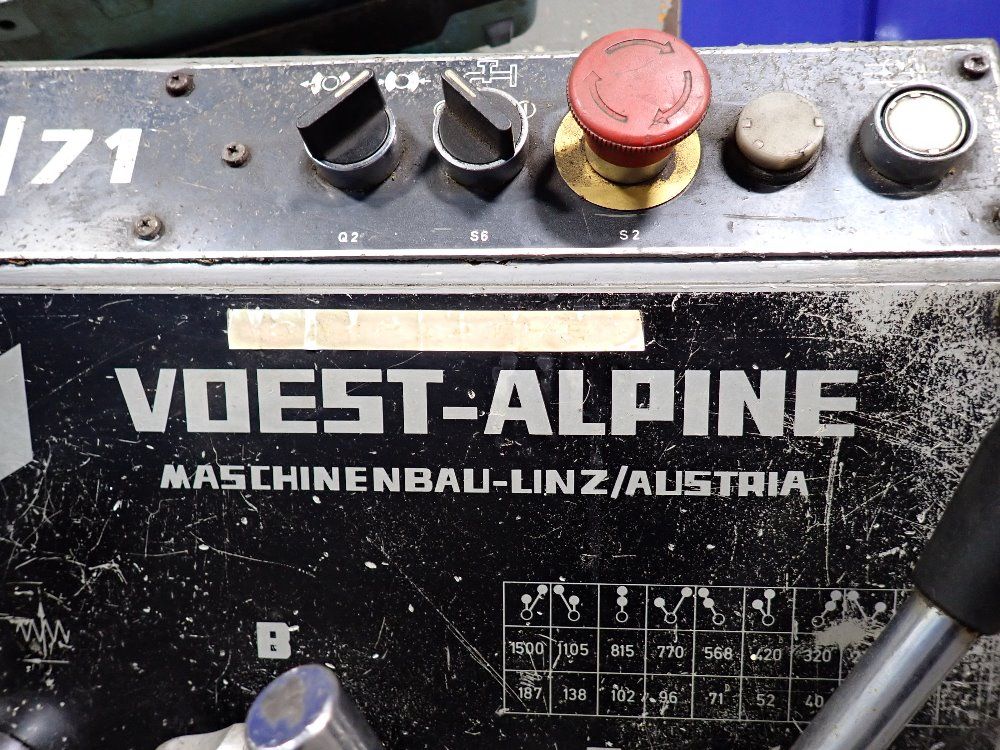 /71
Q2 S6 S2
VOEST-ALPINE
MASCHINENBAU-LINZ/AUSTRIA
B
1500 1105 815 770 568 420 320
187 138 102 96 71 52 40